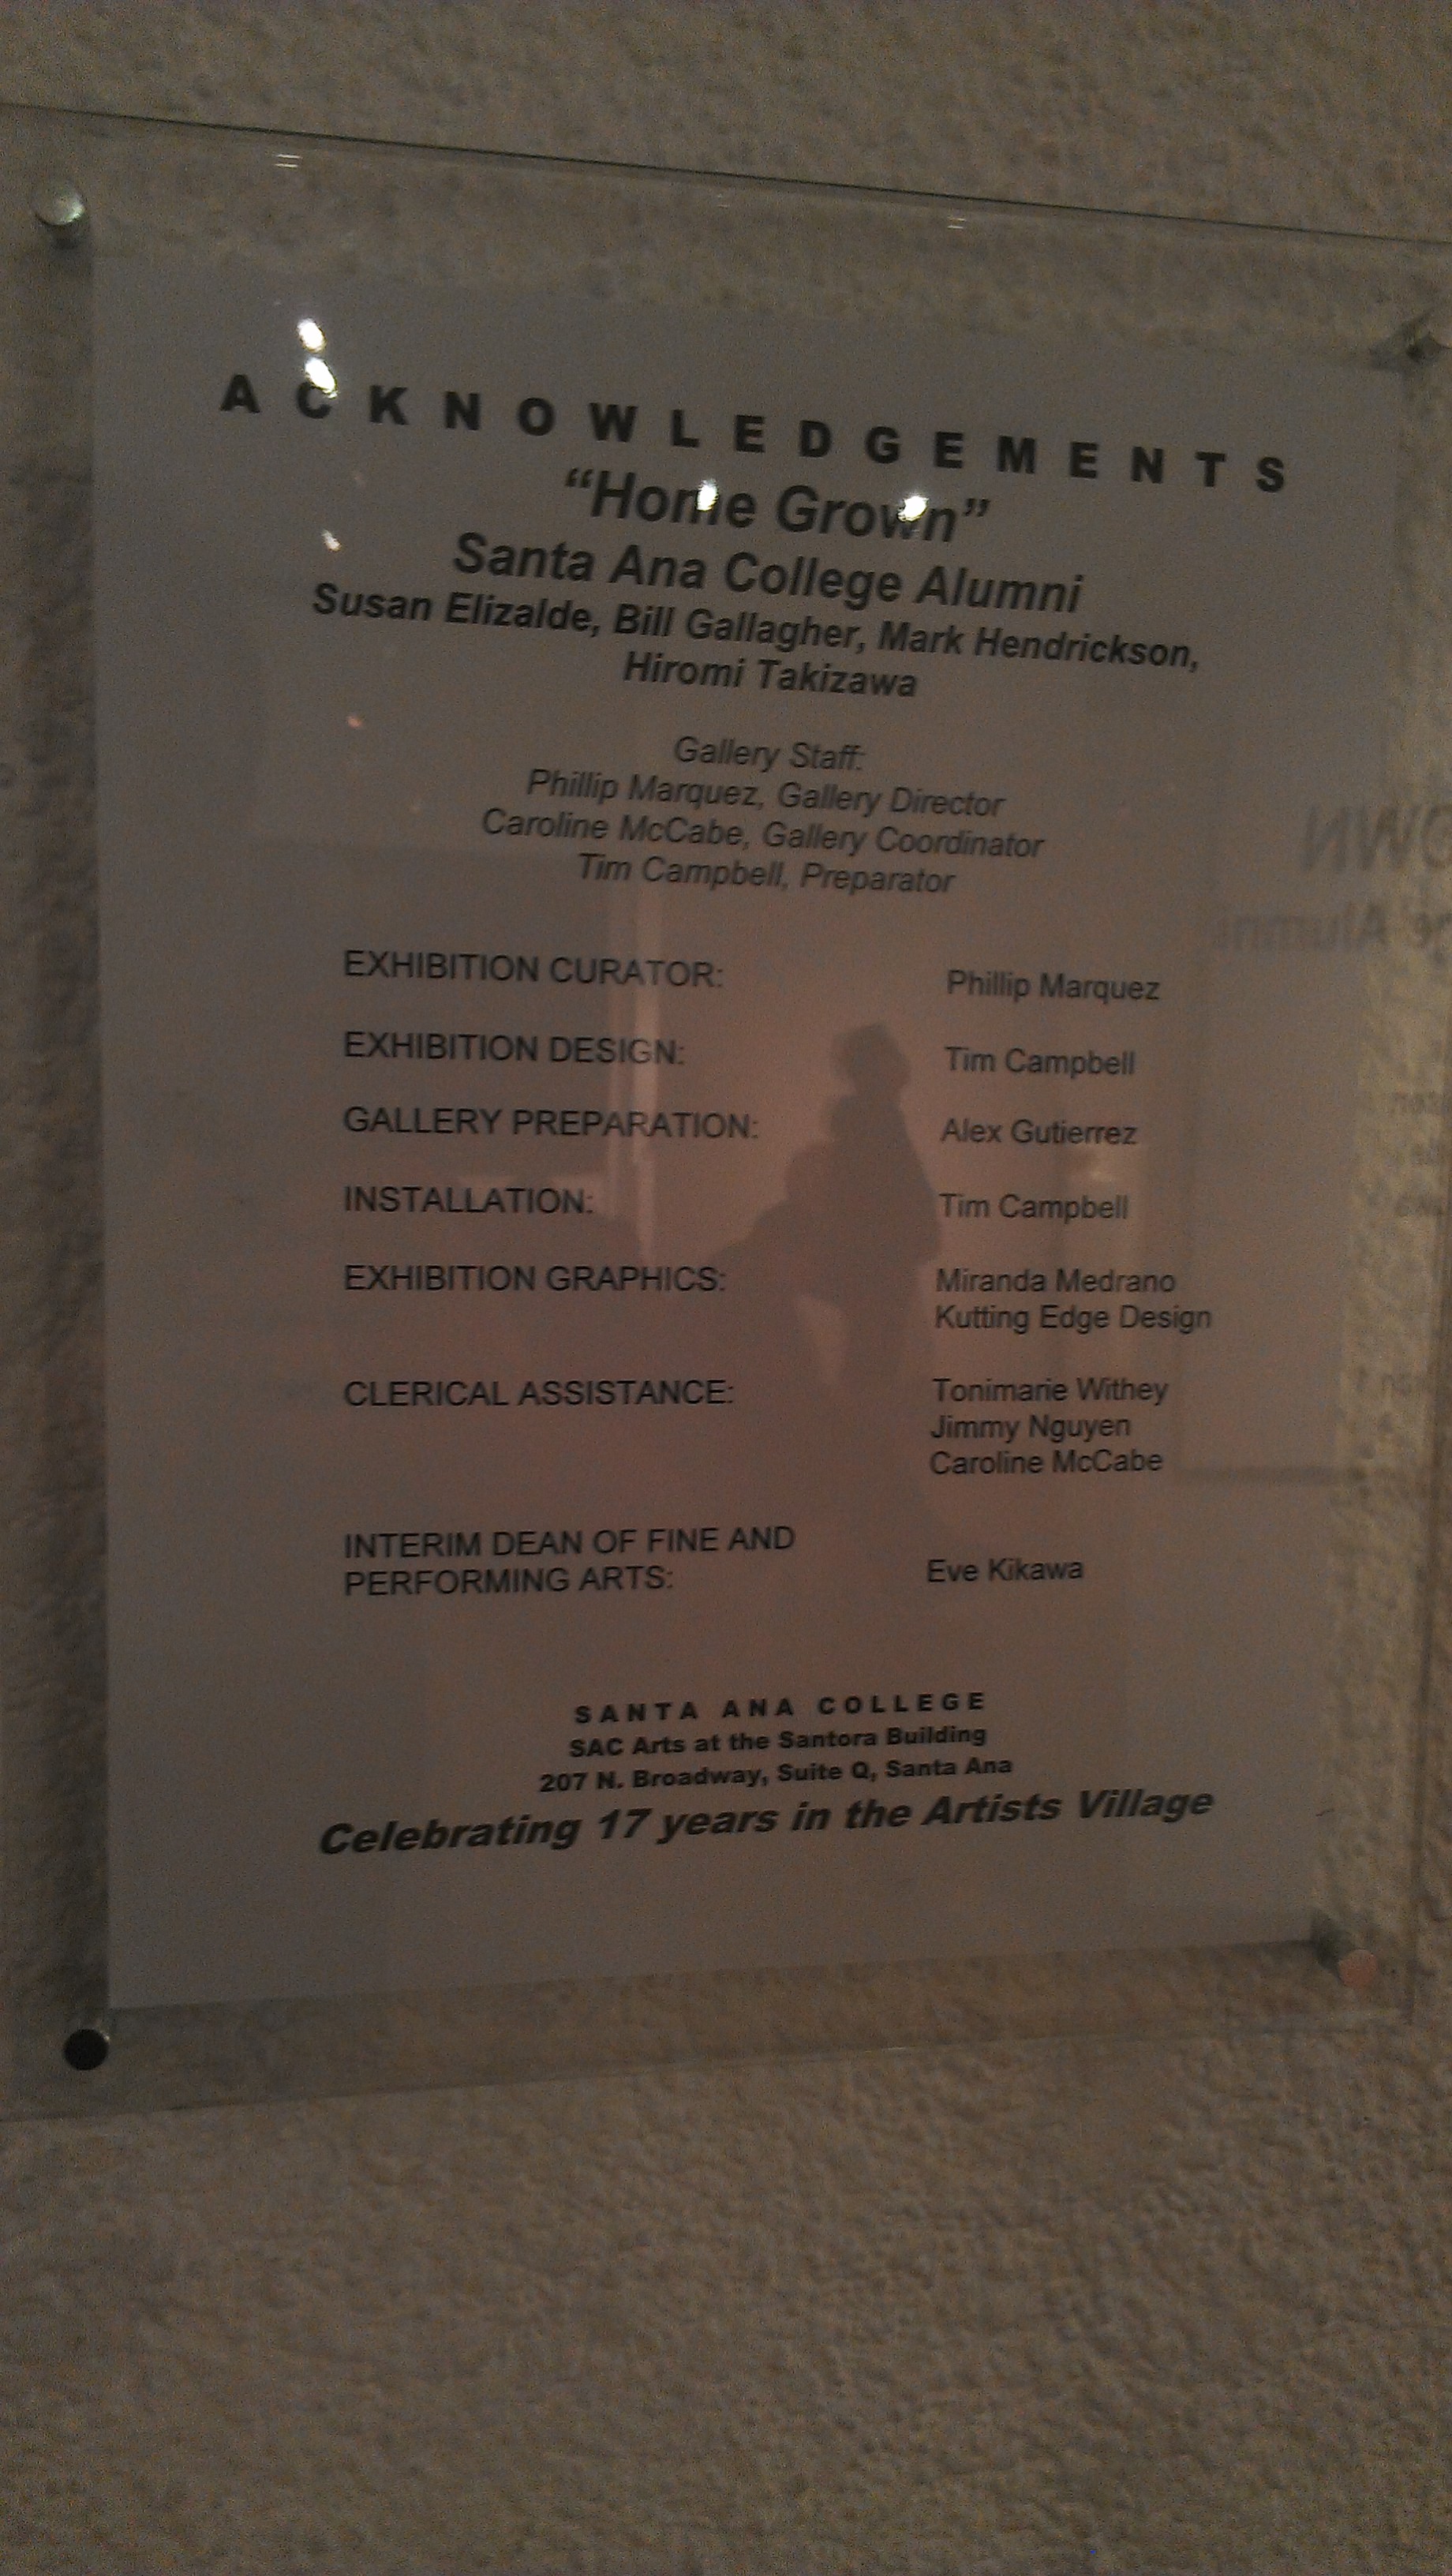 ACKNOWLEDGEMENTS
“Home Grown”
Santa Ana College Alumni
Susan Elizalde, Bill Gallagher, Mark Hendrickson,
Hiromi Takizawa
Gallery Staff:
Phillip Marquez, Gallery Director
Caroline McCabe, Gallery Coordinator
Tim Campbell, Preparator
EXHIBITION CURATOR: Phillip Marquez
EXHIBITION DESIGN: Tim Campbell
GALLERY PREPARATION: Alex Gutierrez
INSTALLATION: Tim Campbell
EXHIBITION GRAPHICS: Miranda Medrano
Kutting Edge Design
CLERICAL ASSISTANCE: Tonimarie Withey
Jimmy Nguyen
Caroline McCabe
INTERIM DEAN OF FINE AND
PERFORMING ARTS: Eve Kikawa
SANTA ANA COLLEGE
SAC Arts at the Santora Building
207 N. Broadway, Suite Q, Santa Ana
Celebrating 17 years in the Artists Village